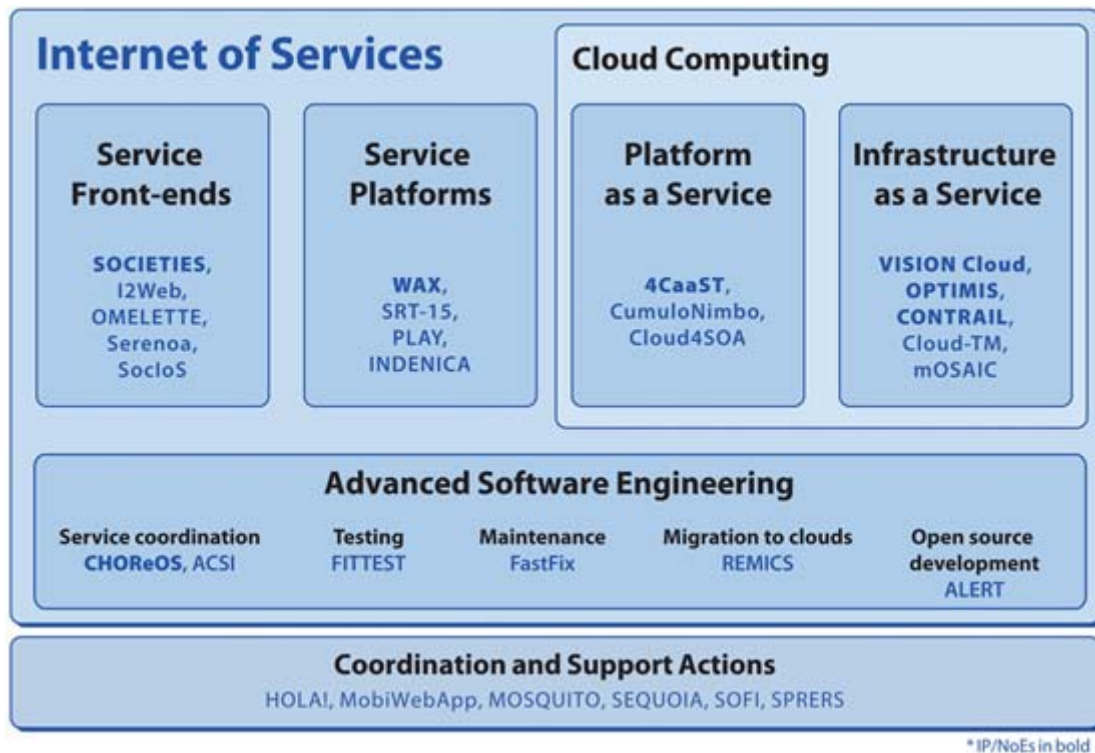 Internet of Services
Cloud Computing
Service
Front-ends
SOCIETIES,
I2Web,
OMELETTE,
Serenoa,
SocIoS
Service
Platforms
WAX,
SRT-15,
PLAY,
INDENICA
Platform
as a Service
4CaaST,
CumuloNimbo,
Cloud4SOA
Infrastructure
as a Service
VISION Cloud,
OPTIMIS,
CONTRAIL,
Cloud-TM,
mOSAIC
Advanced Software Engineering
Service coordination
CHOReOS, ACSI
Testing
FITTEST
Maintenance
FastFix
Migration to clouds
REMICS
Open source
development
ALERT
Coordination and Support Actions
HOLA!, MobiWebApp, MOSQUITO, SEQUOIA, SOFI, SPRERS
* IP/NoEs in bold